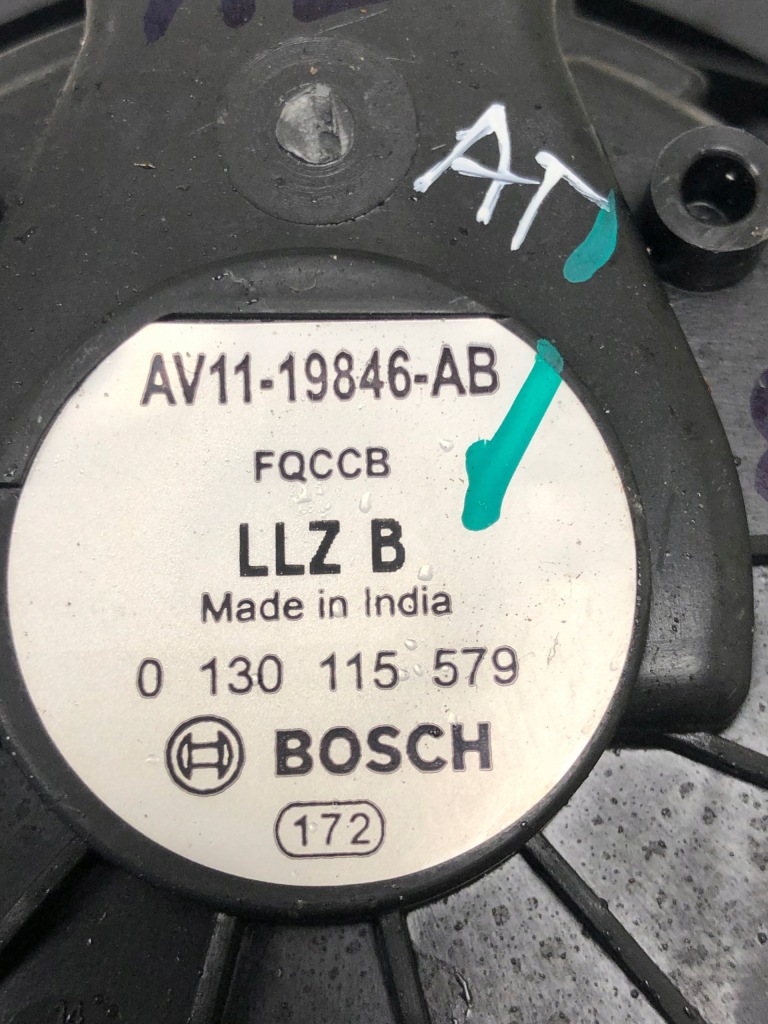 AT
AV11-19846-AB
FQCCB
LLZ B
Made in India
0 130 115 579
BOSCH
172